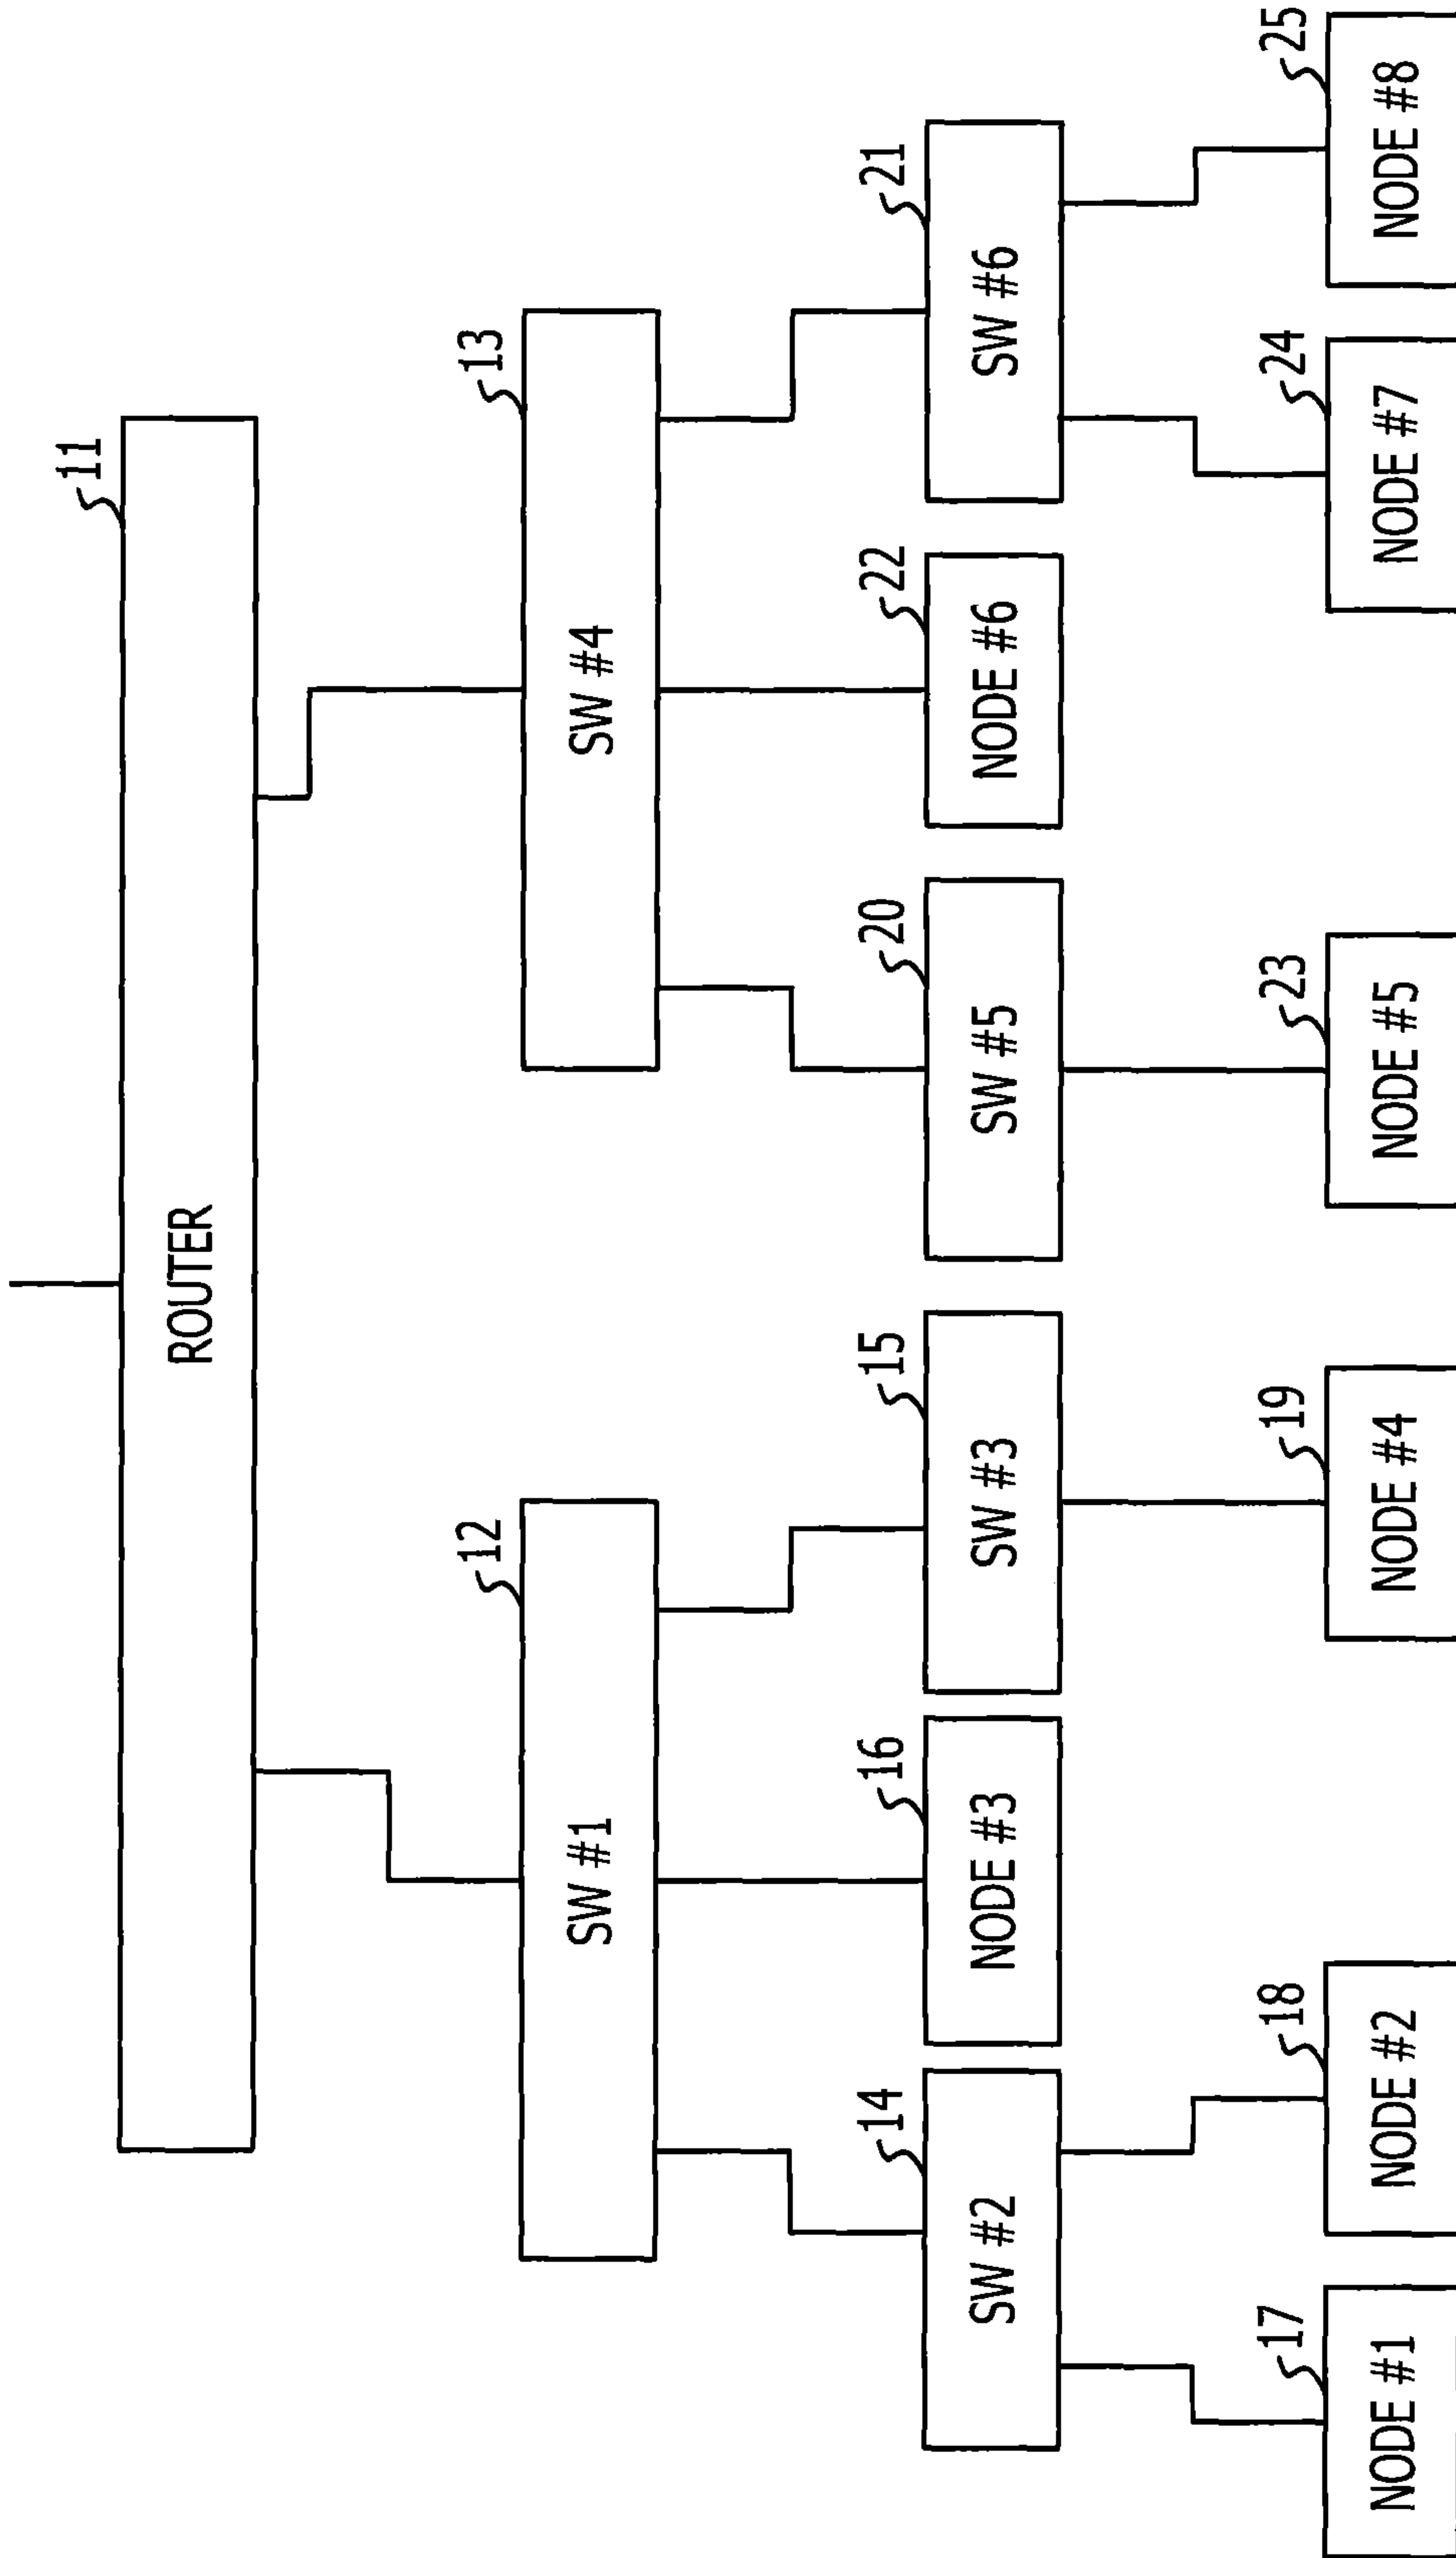 11
ROUTER
12
SW #1
13
SW #4
14
SW #2
16
NODE #3
15
SW #3
20
SW #5
22
NODE #6
21
SW #6
17
NODE #1
18
NODE #2
19
NODE #4
23
NODE #5
24
NODE #7
25
NODE #8